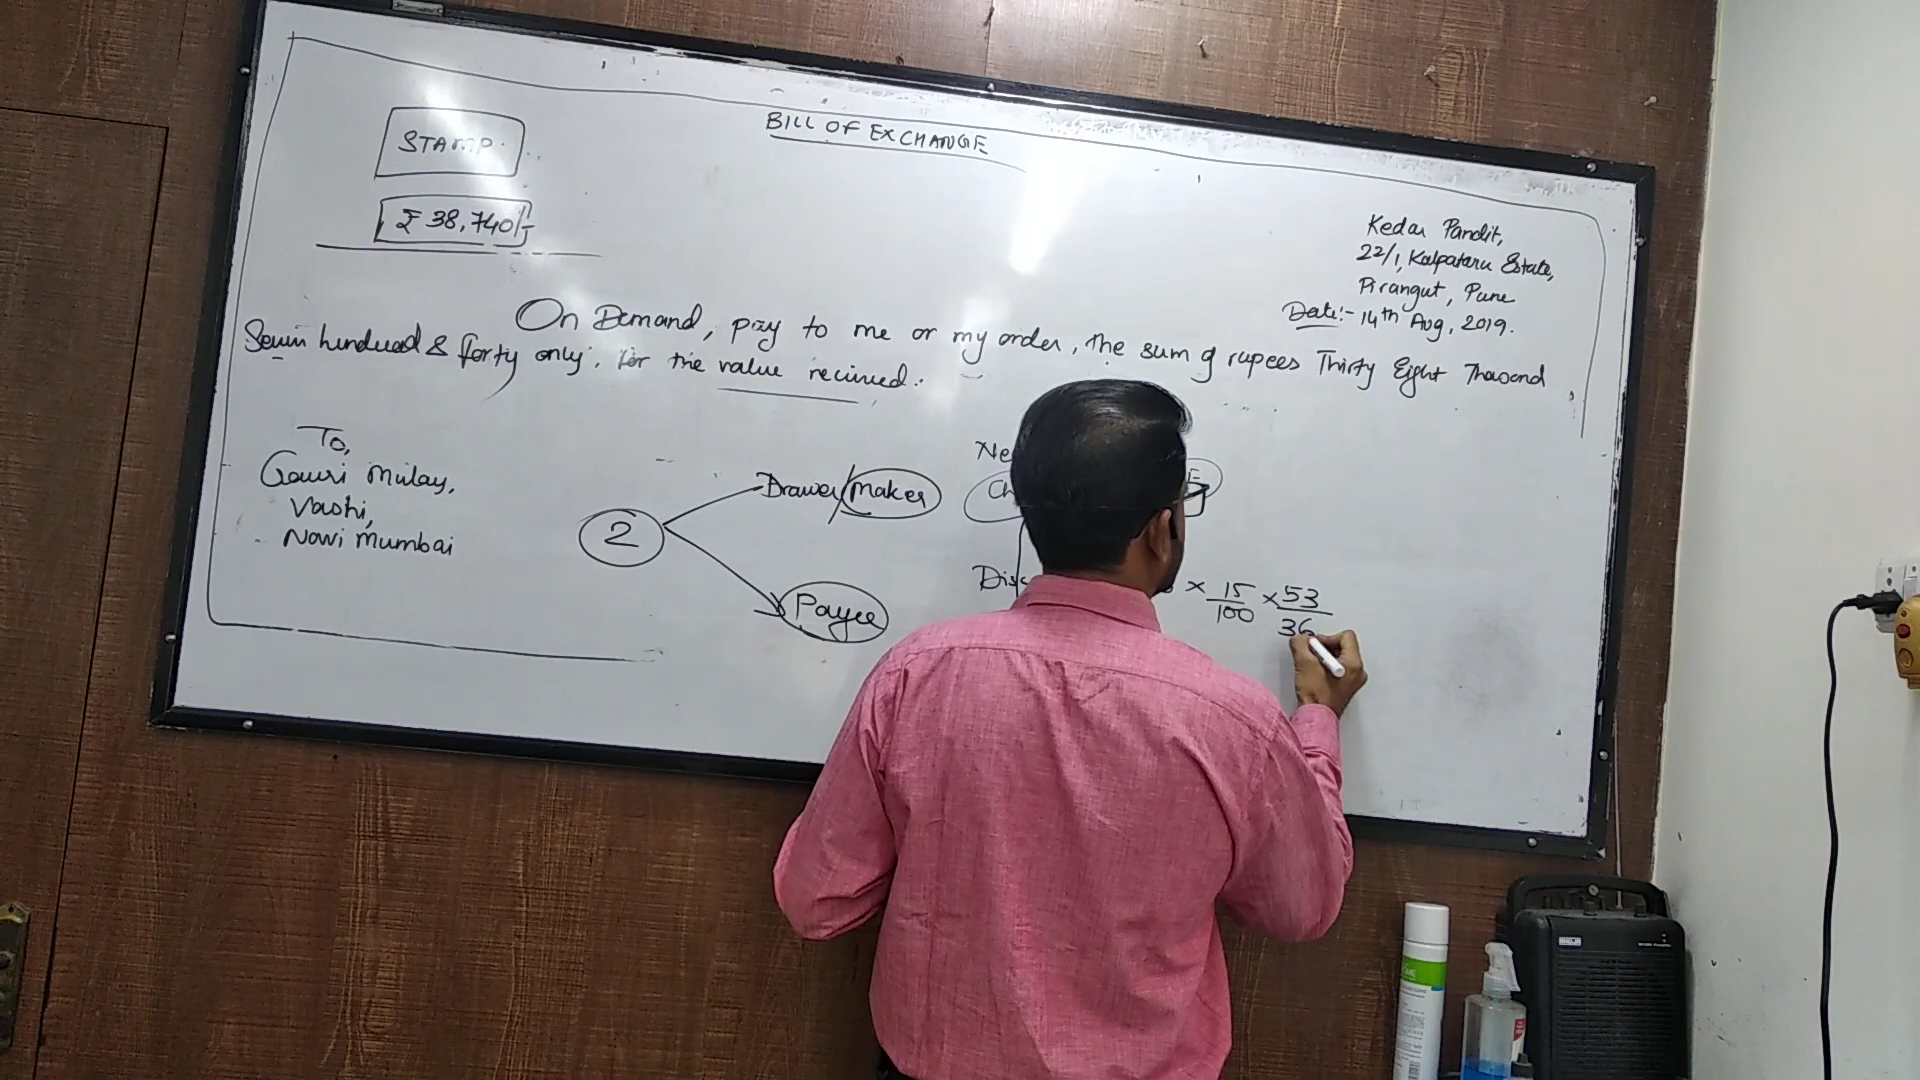 BILL OF EXCHANGE
STAMP.
₹ 38,740/-
Kedar Pandit,
22/1, Kalpataru Estate,
Pirangut, Pune
Date:- 14th Aug, 2019.
On Demand, pay to me or my order, the sum of rupees Thirty Eight Thousand
Seven hundred & forty only, for the value received.
To,
Gauri Mulay,
Vashi,
Navi Mumbai
2
Drawer/Maker
Payee
× 15/100 × 53/36